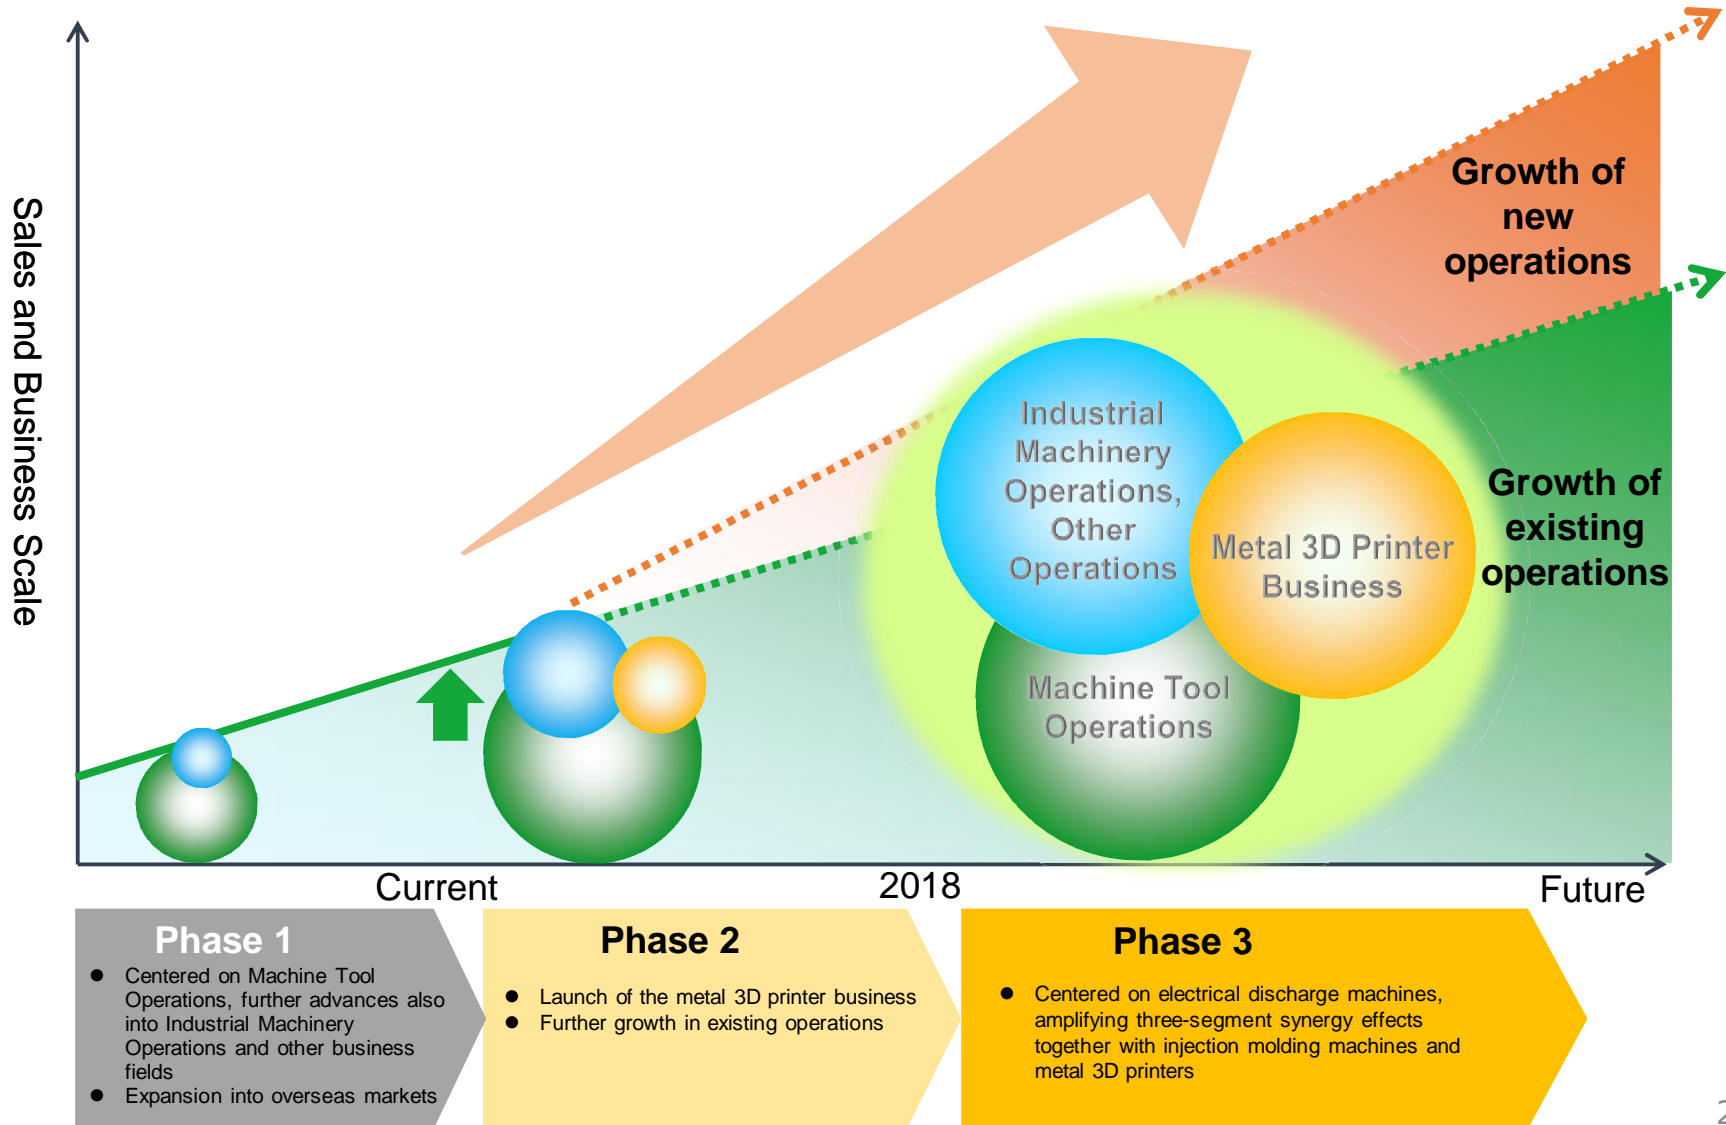 Sales and Business Scale
Growth of
new
operations
Growth of
existing
operations
Industrial
Machinery
Operations,
Other
Operations
Metal 3D Printer
Business
Machine Tool
Operations
Current
2018
Future
Phase 1
● Centered on Machine Tool
Operations, further advances also
into Industrial Machinery
Operations and other business
fields
● Expansion into overseas markets
Phase 2
● Launch of the metal 3D printer business
● Further growth in existing operations
Phase 3
● Centered on electrical discharge machines,
amplifying three-segment synergy effects
together with injection molding machines and
metal 3D printers